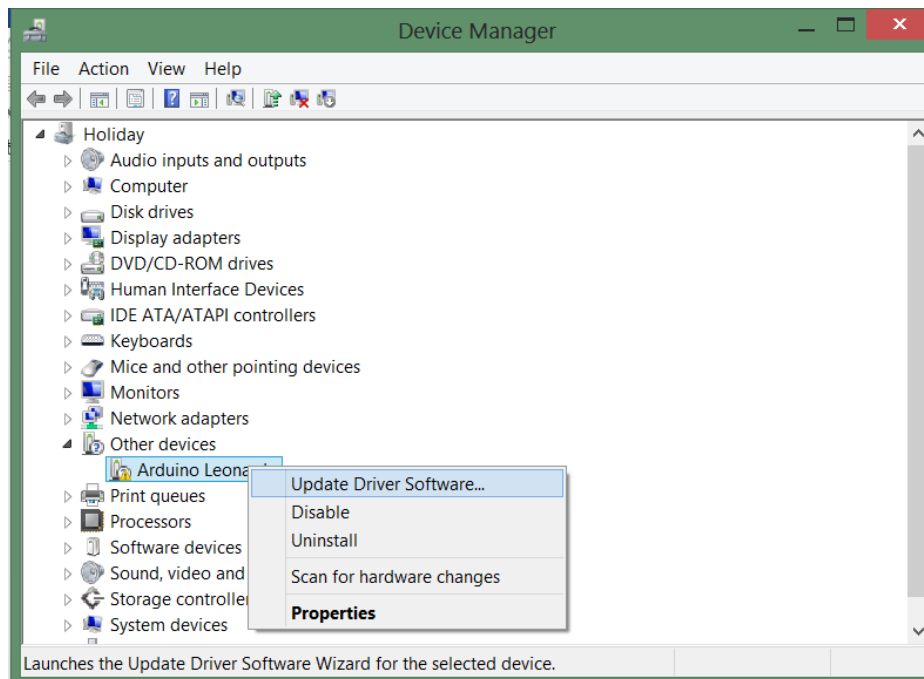 Device Manager
File Action View Help
Holiday
Audio inputs and outputs
Computer
Disk drives
Display adapters
DVD/CD-ROM drives
Human Interface Devices
IDE ATA/ATAPI controllers
Keyboards
Mice and other pointing devices
Monitors
Network adapters
Other devices
Arduino
Update Driver Software...
Print queues
Disable
Processors
Uninstall
Software devices
Sound, video and
Scan for hardware changes
Storage
Properties
System devices
Launches the Update Driver Software Wizard for the selected device.